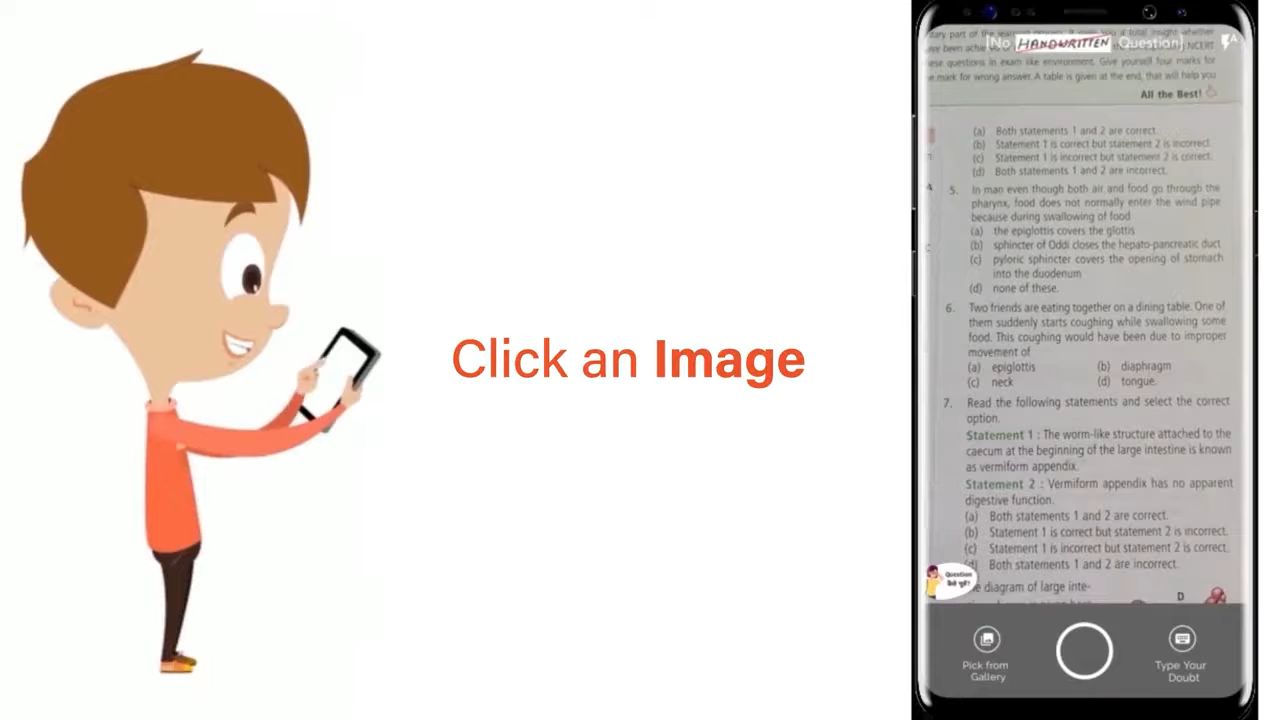 Click an Image
[No HANDWRITTEN Question]
All the Best!
(a) Both statements 1 and 2 are correct.
(b) Statement 1 is correct but statement 2 is incorrect.
(c) Statement 1 is incorrect but statement 2 is correct.
(d) Both statements 1 and 2 are incorrect.
5. In man even though both air and food go through the
pharynx, food does not normally enter the wind pipe
because during swallowing of food
(a) the epiglottis covers the glottis
(b) sphincter of Oddi closes the hepato-pancreatic duct
(c) pyloric sphincter covers the opening of stomach
into the duodenum
(d) none of these.
6. Two friends are eating together on a dining table. One of
them suddenly starts coughing while swallowing some
food. This coughing would have been due to improper
movement of
(a) epiglottis (b) diaphragm
(c) neck (d) tongue.
7. Read the following statements and select the correct
option.
Statement 1 : The worm-like structure attached to the
caecum at the beginning of the large intestine is known
as vermiform appendix.
Statement 2 : Vermiform appendix has no apparent
digestive function.
(a) Both statements 1 and 2 are correct.
(b) Statement 1 is correct but statement 2 is incorrect.
(c) Statement 1 is incorrect but statement 2 is correct.
(d) Both statements 1 and 2 are incorrect.
Question
diagram of large inte-
D
Pick from
Gallery
Type Your
Doubt